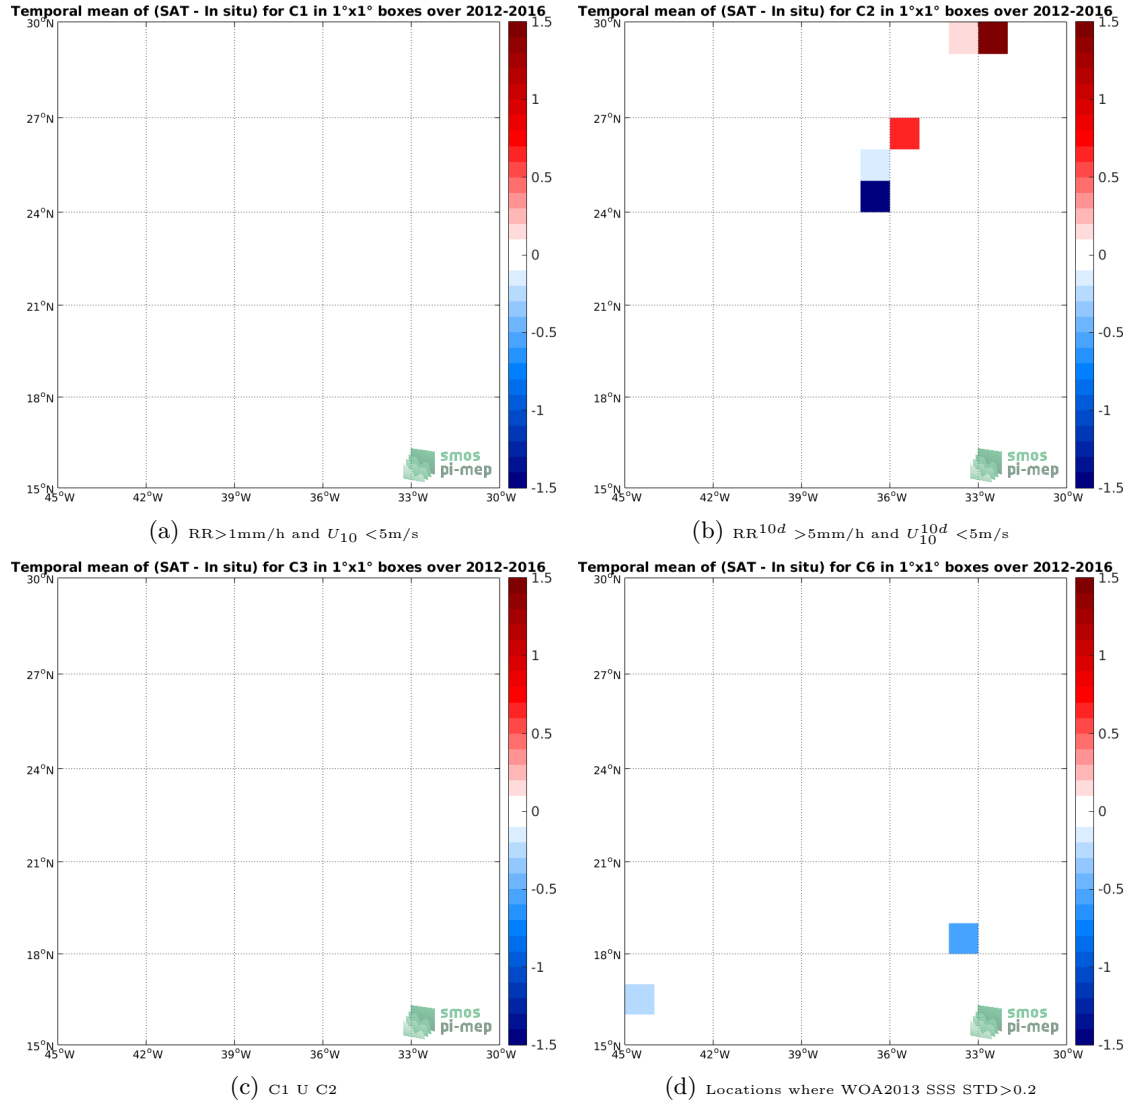 Temporal mean of (SAT - In situ) for C1 in 1°x1° boxes over 2012-2016
30°N
27°N
24°N
21°N
18°N
15°N
45°W 42°W 39°W 36°W 33°W 30°W
1.5
1
0.5
0
-0.5
-1
-1.5
smos
pi-mep
(a) RR>1mm/h and U10 <5m/s
Temporal mean of (SAT - In situ) for C2 in 1°x1° boxes over 2012-2016
30°N
27°N
24°N
21°N
18°N
15°N
45°W 42°W 39°W 36°W 33°W 30°W
1.5
1
0.5
0
-0.5
-1
-1.5
smos
pi-mep
(b) RR^10d >5mm/h and U10^10d <5m/s
Temporal mean of (SAT - In situ) for C3 in 1°x1° boxes over 2012-2016
30°N
27°N
24°N
21°N
18°N
15°N
45°W 42°W 39°W 36°W 33°W 30°W
1.5
1
0.5
0
-0.5
-1
-1.5
smos
pi-mep
(c) C1 U C2
Temporal mean of (SAT - In situ) for C6 in 1°x1° boxes over 2012-2016
30°N
27°N
24°N
21°N
18°N
15°N
45°W 42°W 39°W 36°W 33°W 30°W
1.5
1
0.5
0
-0.5
-1
-1.5
smos
pi-mep
(d) Locations where WOA2013 SSS STD>0.2